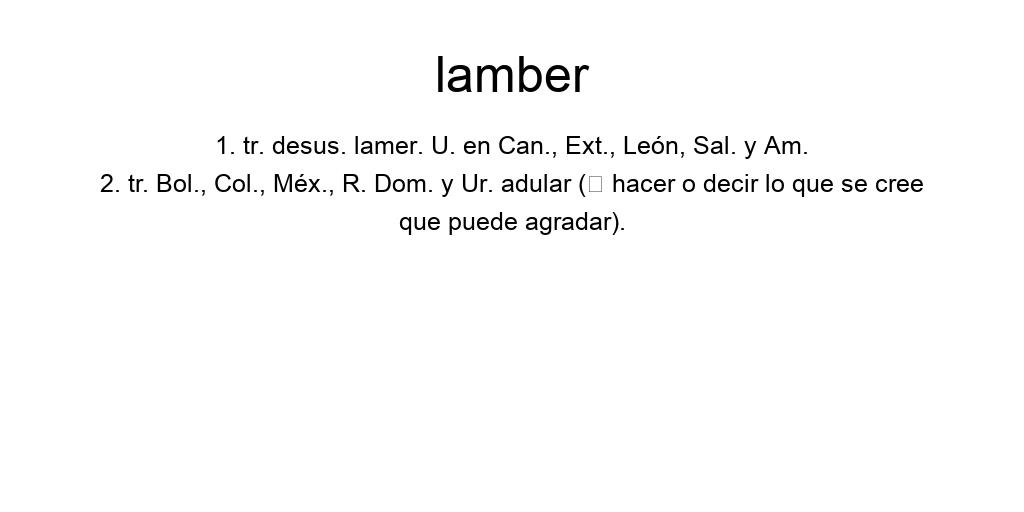 lamber
1. tr. desus. lamer. U. en Can., Ext., León, Sal. y Am.
2. tr. Bol., Col., Méx., R. Dom. y Ur. adular (▯ hacer o decir lo que se cree
que puede agradar).